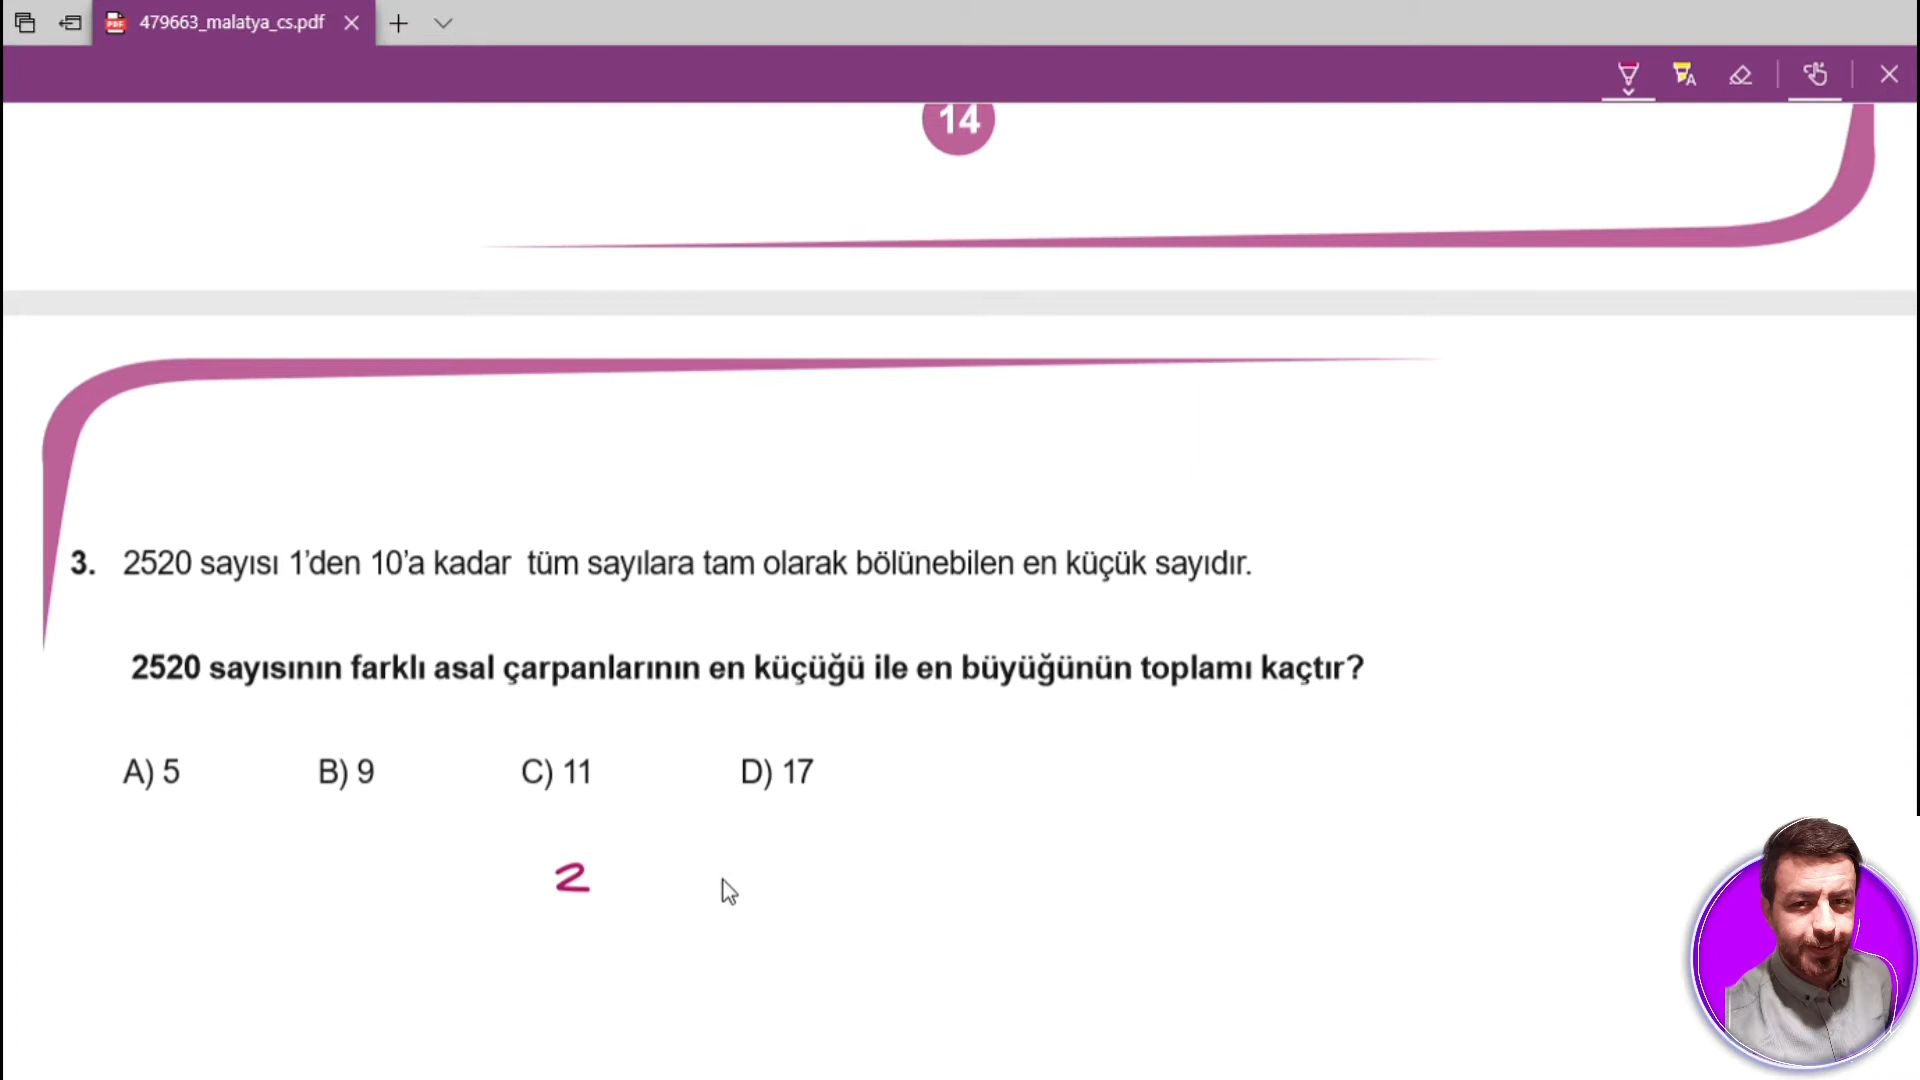 479663_malatya_cs.pdf
14
3. 2520 sayısı 1'den 10'a kadar tüm sayılara tam olarak bölünebilen en küçük sayıdır.
2520 sayısının farklı asal çarpanlarının en küçüğü ile en büyüğünün toplamı kaçtır?
A) 5 B) 9 C) 11 D) 17
2